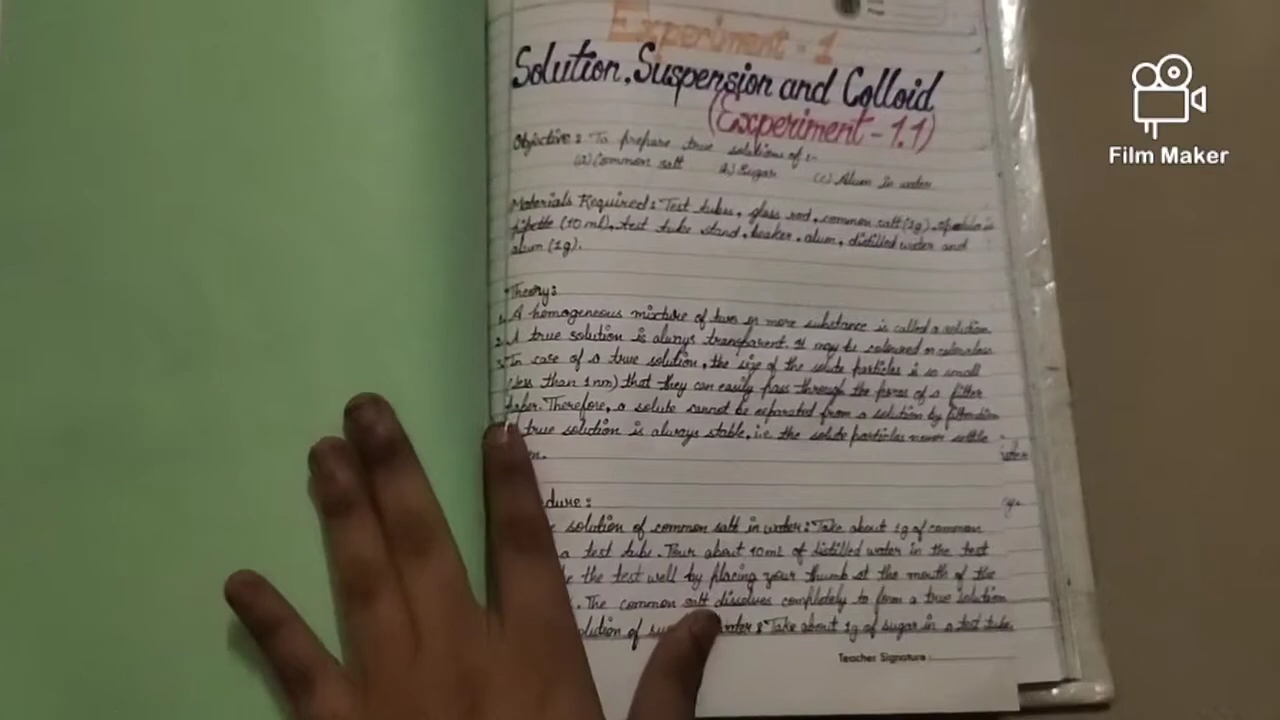 Experiment - 1
Solution, Suspension and Colloid
(Experiment - 1.1)
Objective : To prepare true solutions of :-
(a) Common salt (b) Sugar (c) Alum in water
Materials Required : Test tubes, glass rod, common salt (1g),
pipette (10 ml), test tube stand, beaker, alum, distilled water and
alum (1g).
Theory :
1. A homogeneous mixture of two or more substance is called a solution.
2. A true solution is always transparent. It may be coloured or colourless
3. In case of a true solution, the size of the solute particles is so small
(less than 1 nm) that they can easily pass through the pores of a filter
paper. Therefore, a solute cannot be separated from a solution by filtration
true solution is always stable, i.e. the solute particles never settle
dure :
solution of common salt in water : Take about 1g of common
a test tube. Pour about 10mL of distilled water in the test
the test well by placing your thumb at the mouth of the
. The common salt dissolves completely to form a true solution
olution of su ater : Take about 1g of sugar in a test tube.
Teacher Signature :
Film Maker